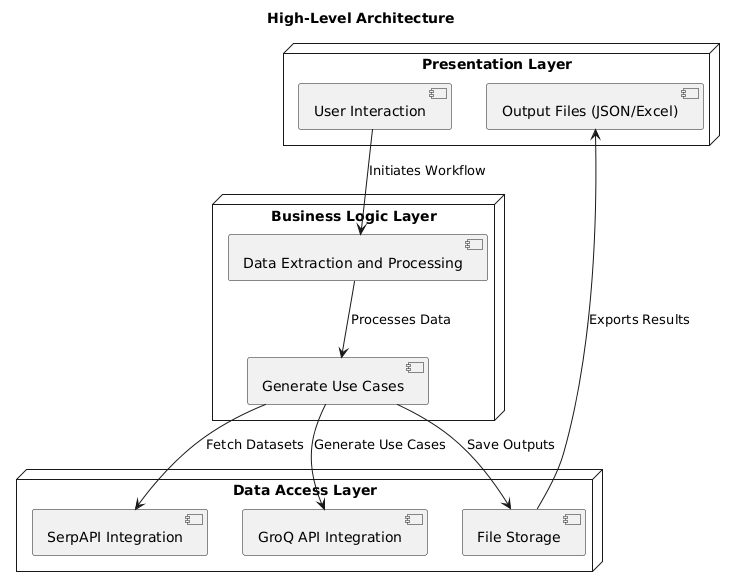 High-Level Architecture
Presentation Layer
User Interaction
Output Files (JSON/Excel)
Initiates Workflow
Business Logic Layer
Data Extraction and Processing
Processes Data
Exports Results
Generate Use Cases
Fetch Datasets
Generate Use Cases
Save Outputs
Data Access Layer
SerpAPI Integration
GroQ API Integration
File Storage